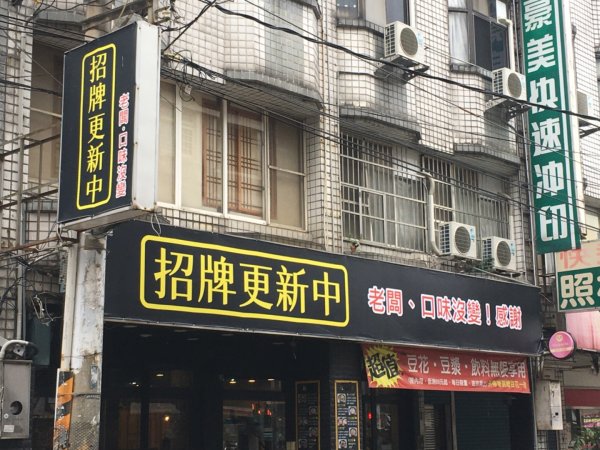 招牌更新中
老闆、口味沒變
招牌更新中
老闆、口味沒變！感謝
超值
豆花．豆漿．飲料無限享用
豪美快速冲印
快
照